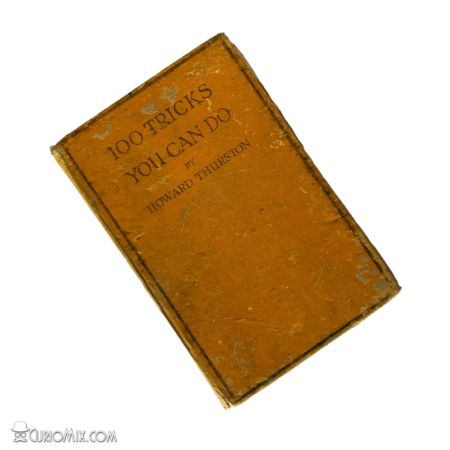 100 TRICKS
YOU CAN DO
BY
HOWARD THURSTON
CURIOMIX.COM